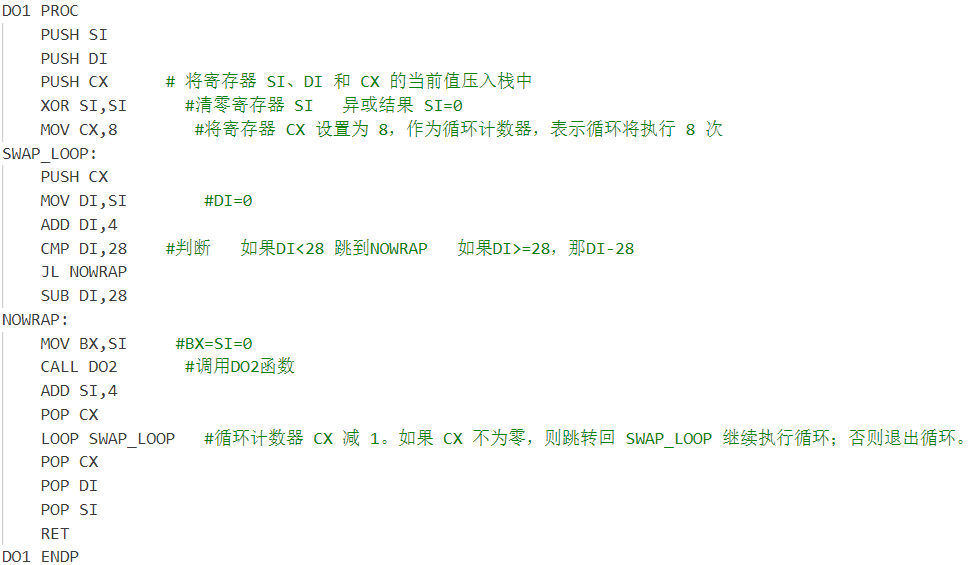 DO1 PROC
PUSH SI
PUSH DI
PUSH CX # 将寄存器 SI、DI 和 CX 的当前值压入栈中
XOR SI,SI #清零寄存器 SI 异或结果 SI=0
MOV CX,8 #将寄存器 CX 设置为 8，作为循环计数器，表示循环将执行 8 次
SWAP_LOOP:
PUSH CX
MOV DI,SI #DI=0
ADD DI,4
CMP DI,28 #判断 如果DI<28 跳到NOWRAP 如果DI>=28，那DI-28
JL NOWRAP
SUB DI,28
NOWRAP:
MOV BX,SI #BX=SI=0
CALL DO2 #调用DO2函数
ADD SI,4
POP CX
LOOP SWAP_LOOP #循环计数器 CX 减 1。如果 CX 不为零，则跳转回 SWAP_LOOP 继续执行循环；否则退出循环。
POP CX
POP DI
POP SI
RET
DO1 ENDP